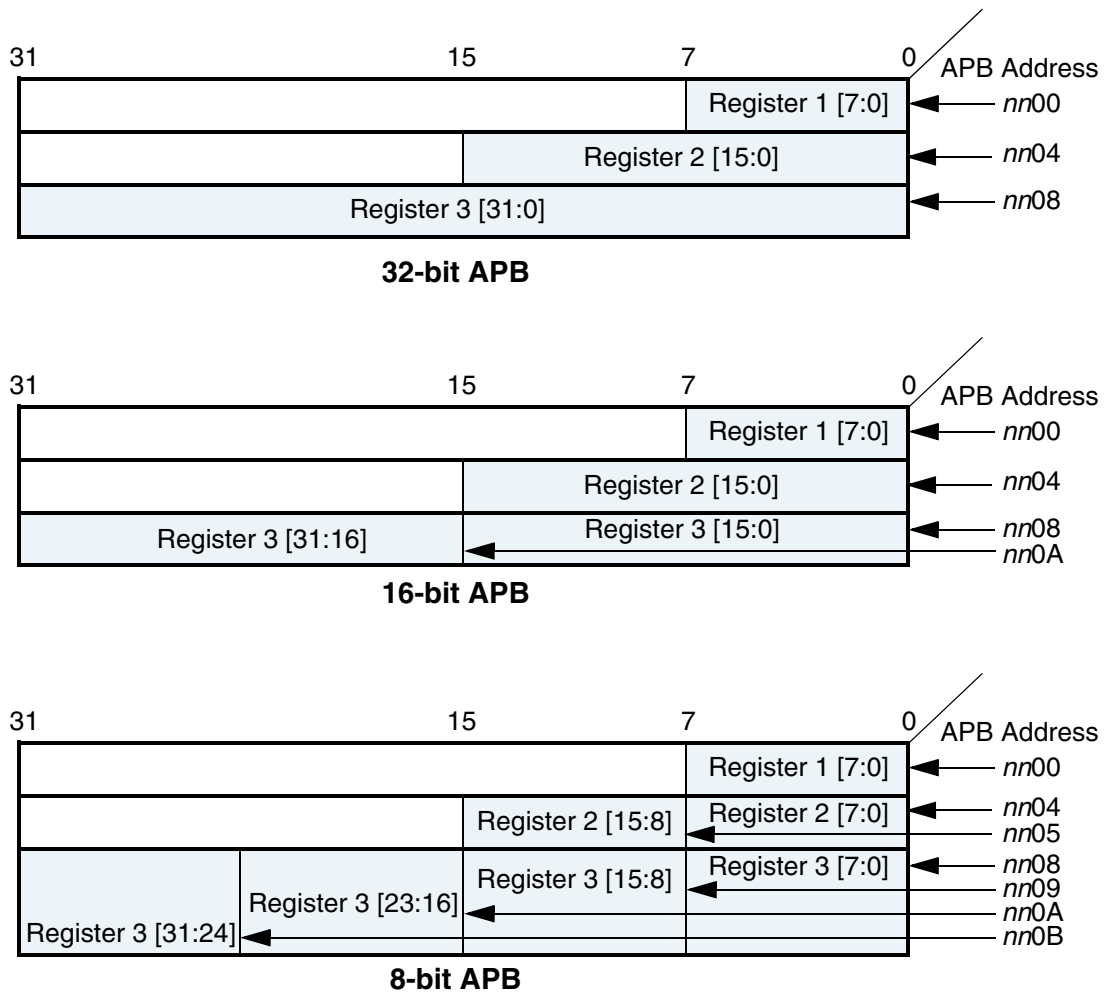 31 15 7 0
APB Address
Register 1 [7:0] nn00
Register 2 [15:0] nn04
Register 3 [31:0] nn08
32-bit APB
31 15 7 0
APB Address
Register 1 [7:0] nn00
Register 2 [15:0] nn04
Register 3 [31:16] Register 3 [15:0] nn08
nn0A
16-bit APB
31 15 7 0
APB Address
Register 1 [7:0] nn00
Register 2 [15:8] Register 2 [7:0] nn04
nn05
Register 3 [15:8] Register 3 [7:0] nn08
nn09
Register 3 [23:16] nn0A
Register 3 [31:24] nn0B
8-bit APB